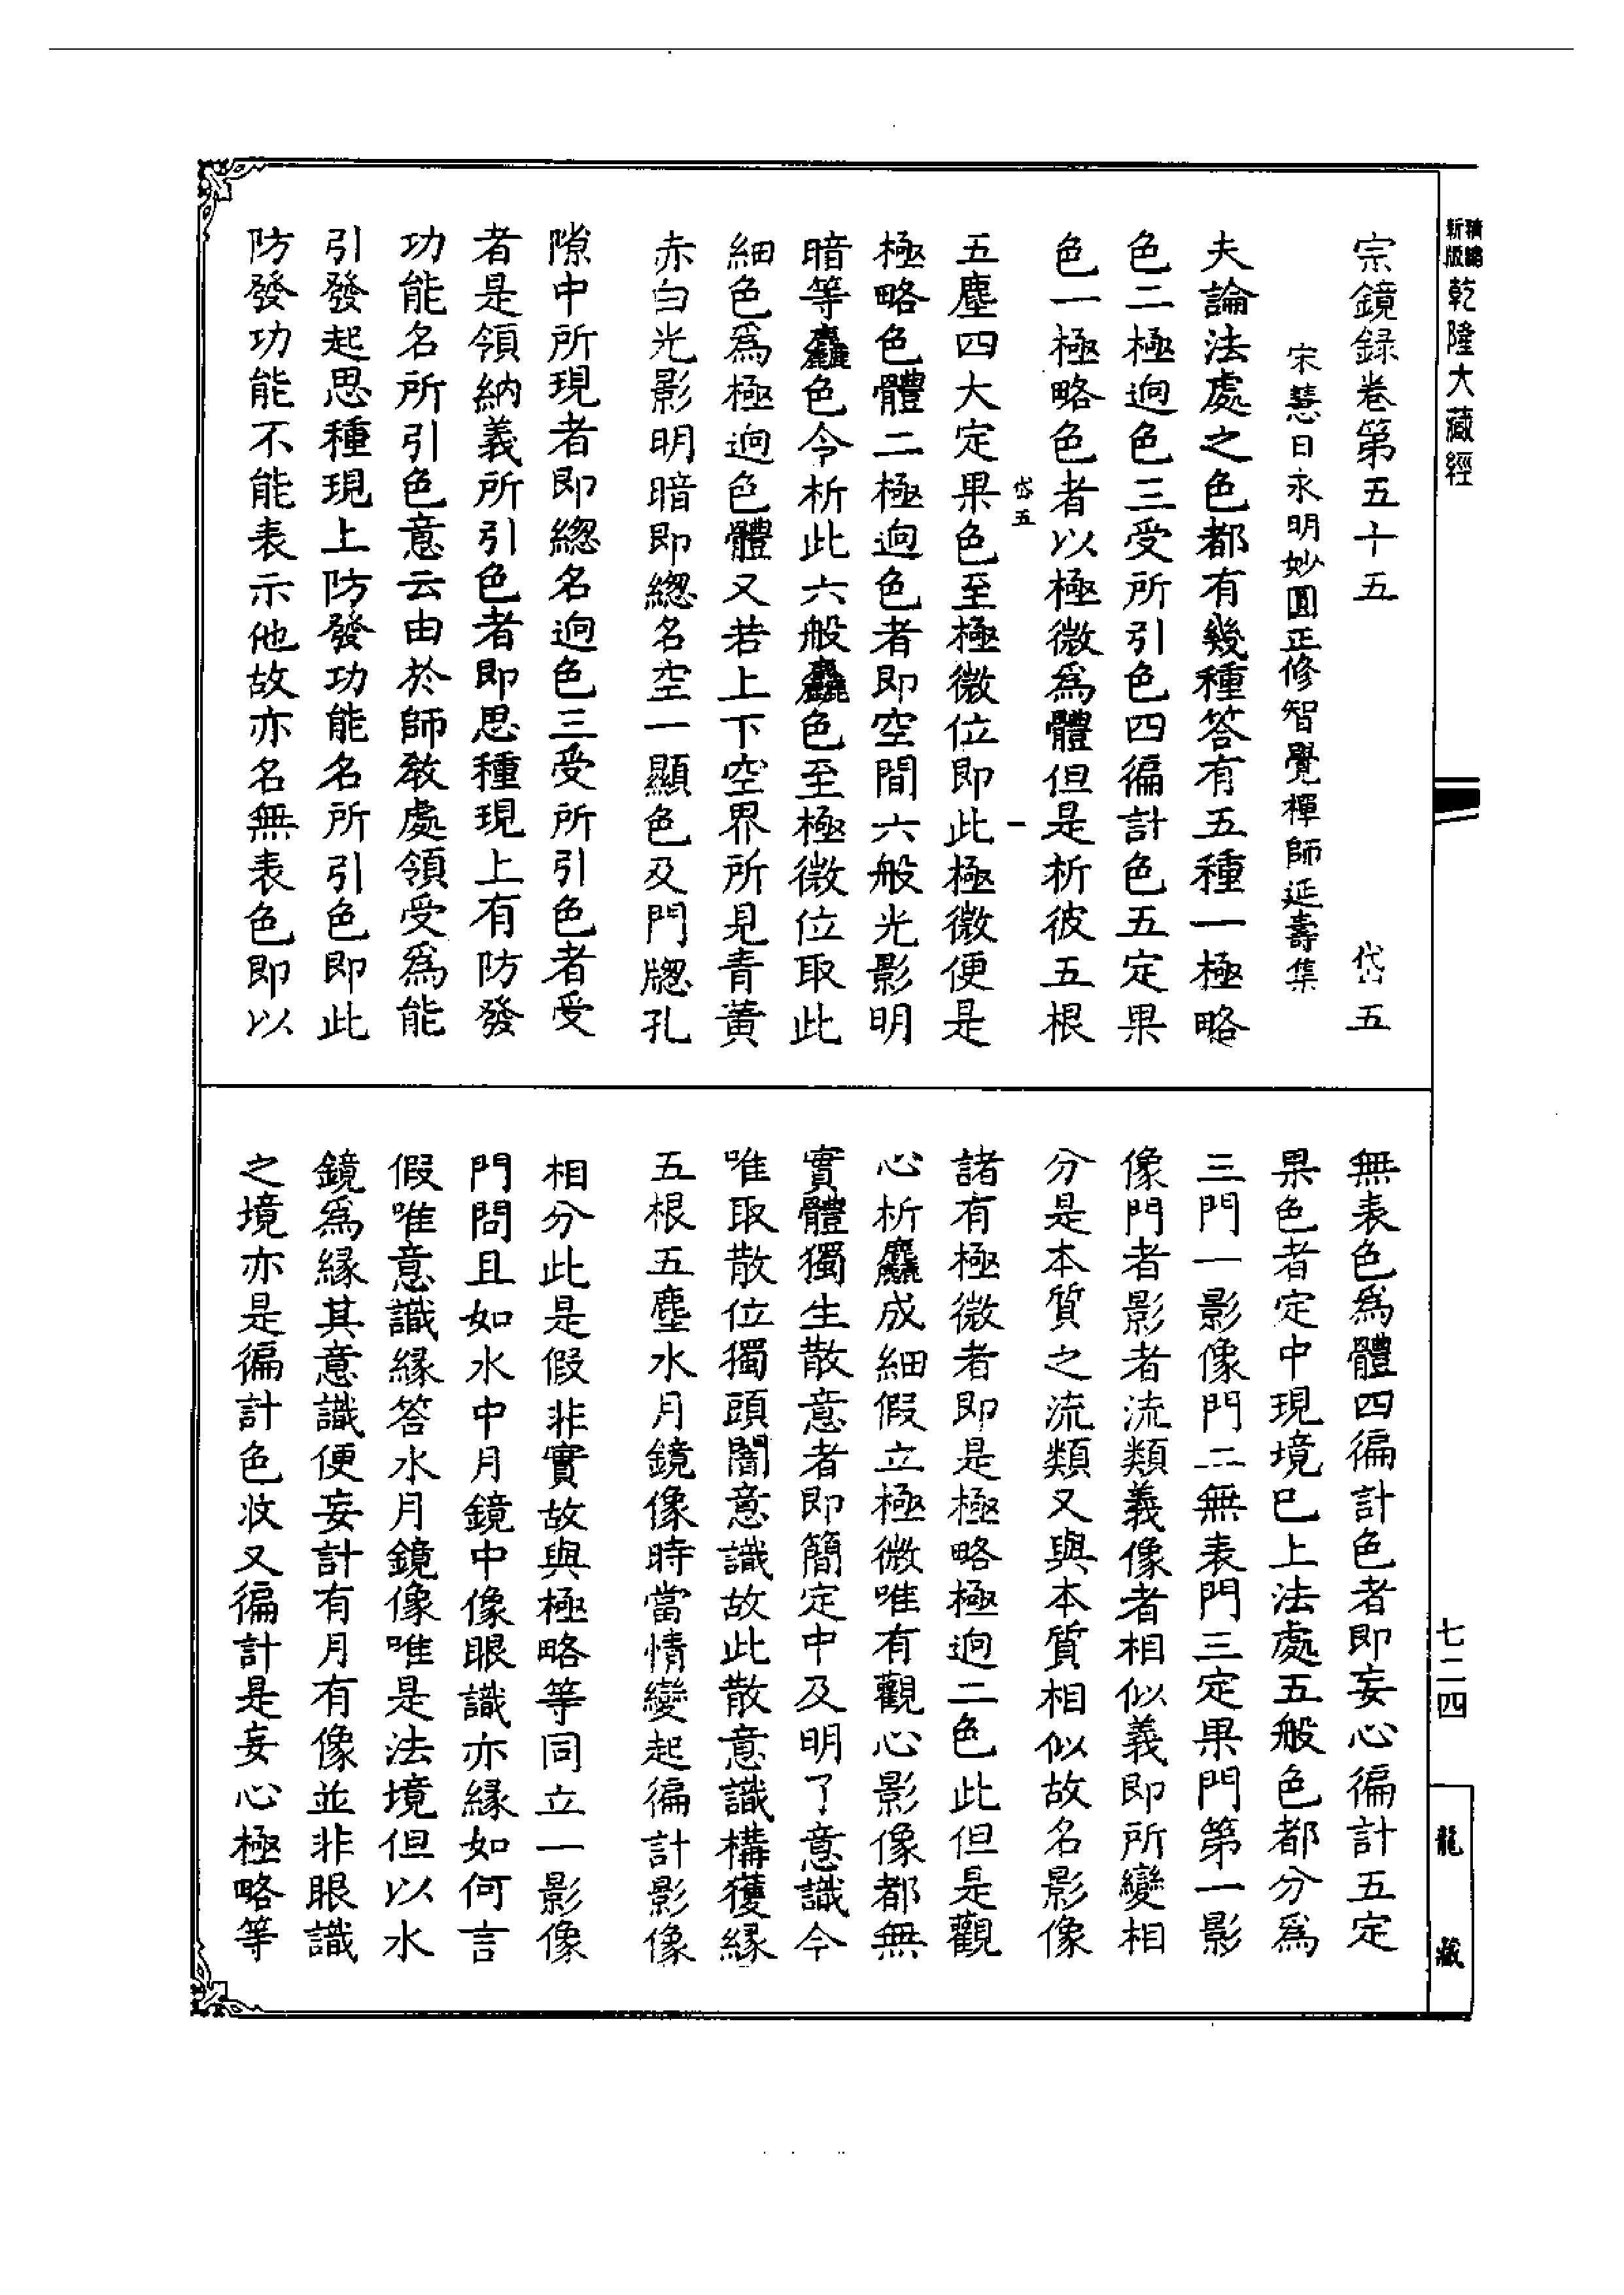 精編新版乾隆大藏經
宗鏡録卷第五十五　岱五
宋慧日永明妙圓正修智覺禪師延壽集
夫論法處之色都有幾種答有五種一極略
色二極逈色三受所引色四徧計色五定果
色一極略色者以極微爲體但是析彼五根
岱五　一
五塵四大定果色至極微位即此極微便是
極略色體二極逈色者即空間六般光影明
暗等麤色今析此六般麤色至極微位取此
細色爲極逈色體又若上下空界所見青黄
赤白光影明暗即緫名空一顯色及門牎孔
隙中所現者即緫名逈色三受所引色者受
者是領納義所引色者即思種現上有防發
功能名所引色意云由於師教處領受爲能
引發起思種現上防發功能名所引色即此
防發功能不能表示他故亦名無表色即以
無表色爲體四徧計色者即妄心徧計五定
果色者定中現境已上法處五般色都分爲
三門一影像門二無表門三定果門第一影
像門者影者流類義像者相似義即所變相
分是本質之流類又與本質相似故名影像
諸有極微者即是極略極逈二色此但是觀
心析麤成細假立極微唯有觀心影像都無
實體獨生散意者即簡定中及明了意識今
唯取散位獨頭闇意識故此散意識構獲縁
五根五塵水月鏡像時當情變起徧計影像
相分此是假非實故與極略等同立一影像
門問且如水中月鏡中像眼識亦縁如何言
假唯意識縁答水月鏡像唯是法境但以水
鏡爲縁其意識便妄計有月有像並非眼識
之境亦是徧計色收又徧計是妄心極略等
七二四
龍藏